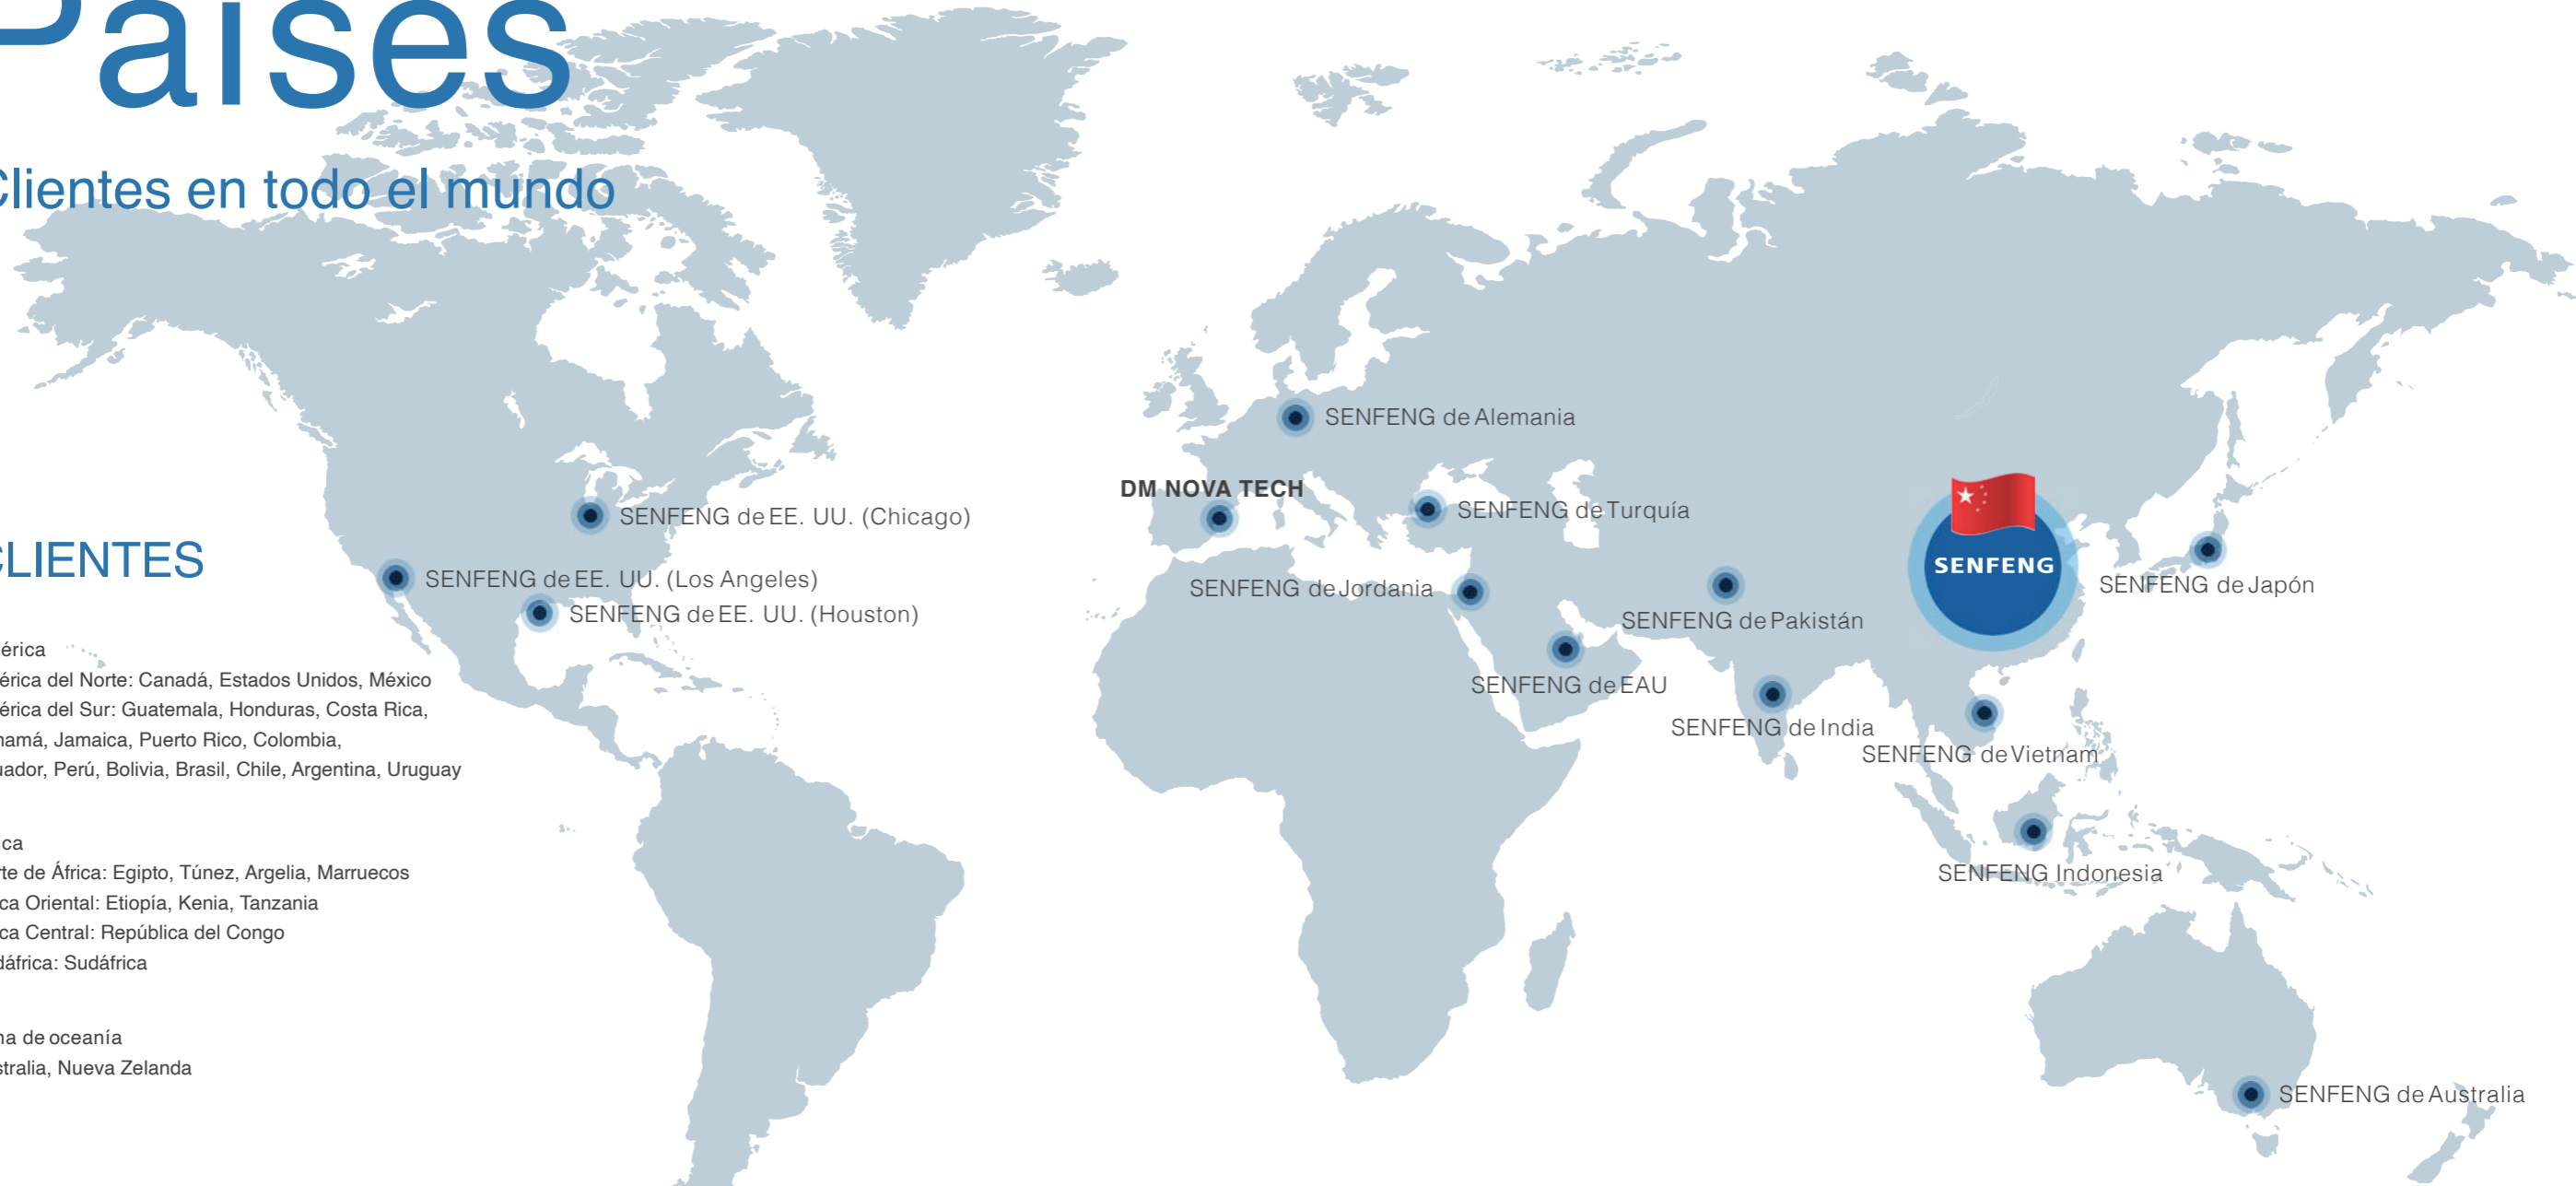 Países
Clientes en todo el mundo
SENFENG de Alemania
DM NOVA TECH
SENFENG de Turquía
SENFENG de EE. UU. (Chicago)
SENFENG
CLIENTES
SENFENG de EE. UU. (Los Angeles)
SENFENG de Jordania
SENFENG de Japón
SENFENG de EE. UU. (Houston)
SENFENG de Pakistán
érica
érica del Norte: Canadá, Estados Unidos, México
SENFENG de EAU
érica del Sur: Guatemala, Honduras, Costa Rica,
SENFENG de India
namá, Jamaica, Puerto Rico, Colombia,
SENFENG de Vietnam
uador, Perú, Bolivia, Brasil, Chile, Argentina, Uruguay
ica
rte de África: Egipto, Túnez, Argelia, Marruecos
SENFENG Indonesia
ica Oriental: Etiopía, Kenia, Tanzania
ica Central: República del Congo
dáfrica: Sudáfrica
na de oceanía
stralia, Nueva Zelanda
SENFENG de Australia